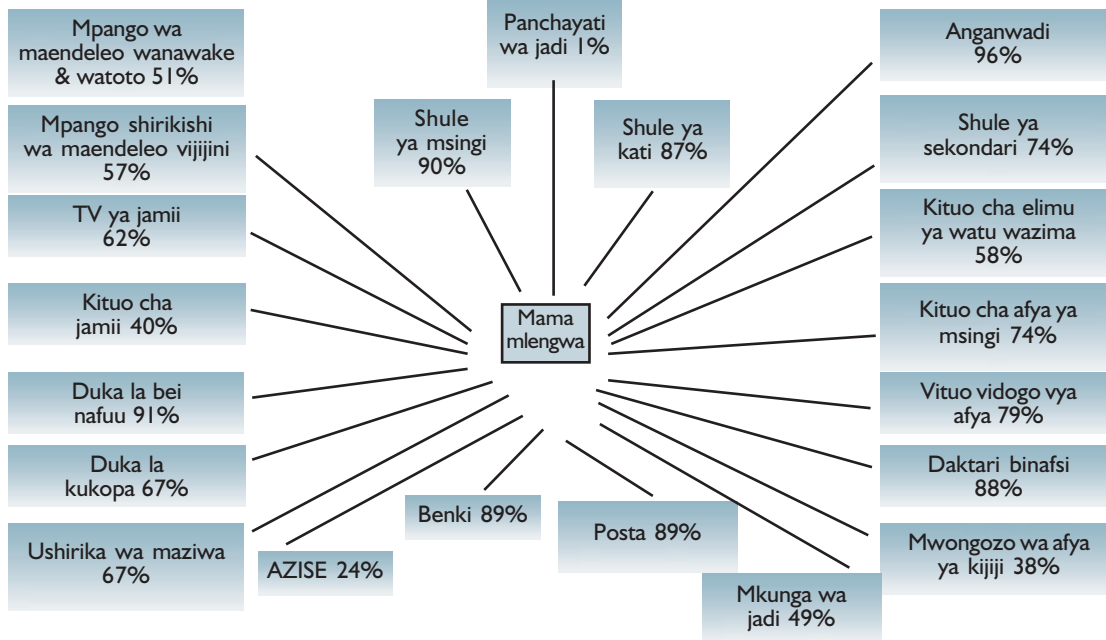 Mpango wa
maendeleo wanawake
& watoto 51%
Mpango shirikishi
wa maendeleo vijijini
57%
TV ya jamii
62%
Kituo cha
jamii 40%
Duka la bei
nafuu 91%
Duka la
kukopa 67%
Ushirika wa maziwa
67%
AZISE 24%
Shule
ya msingi
90%
Panchayati
wa jadi 1%
Shule ya
kati 87%
Mama
mlengwa
Benki 89%
Posta 89%
Mkunga wa
jadi 49%
Anganwadi
96%
Shule ya
sekondari 74%
Kituo cha elimu
ya watu wazima
58%
Kituo cha afya ya
msingi 74%
Vituo vidogo vya
afya 79%
Daktari binafsi
88%
Mwongozo wa afya
ya kijiji 38%